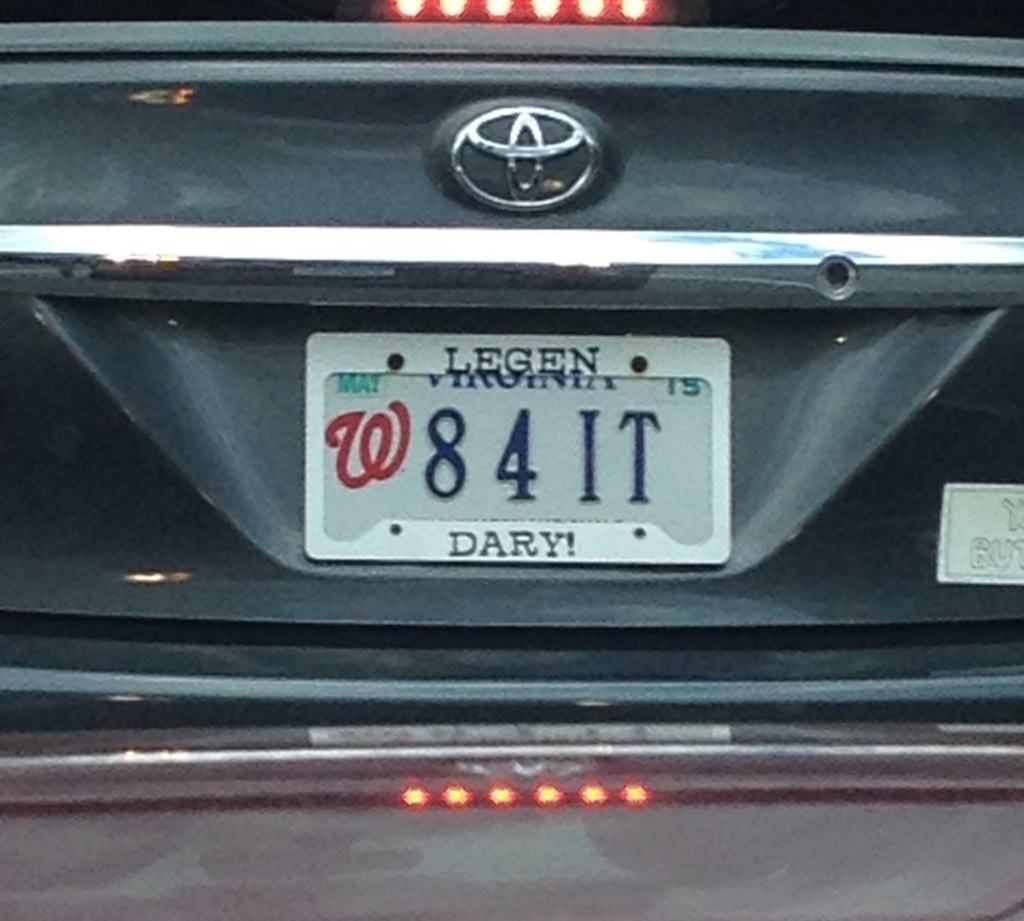 LEGEN
MAY VIRGINIA 15
W 84 IT
DARY!